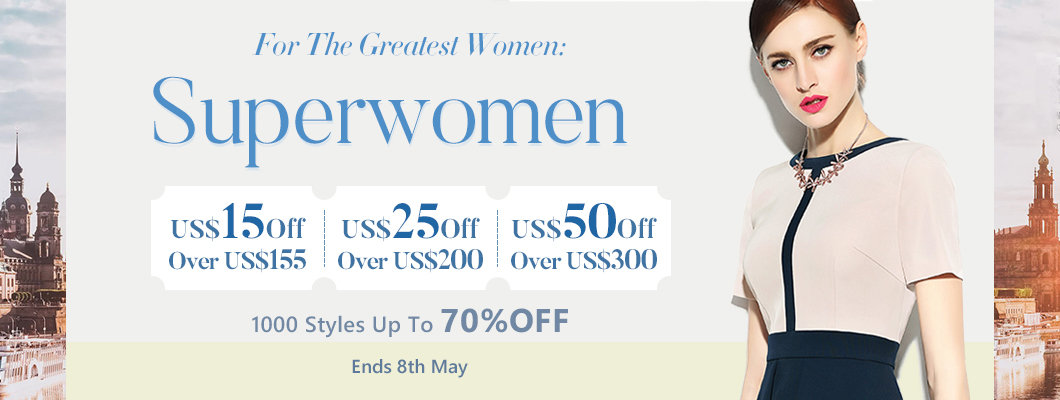 For The Greatest Women:
Superwomen
US$15Off
Over US$155
US$25Off
Over US$200
US$50Off
Over US$300
1000 Styles Up To 70%OFF
Ends 8th May